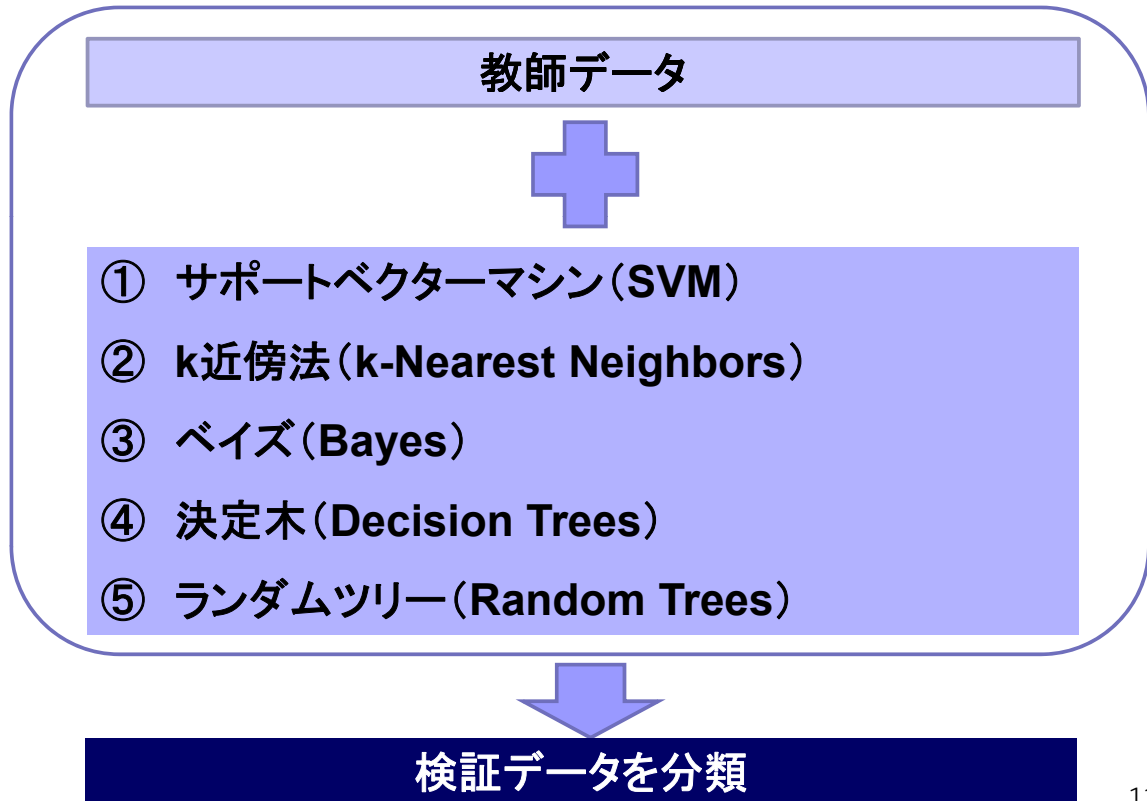 教師データ
① サポートベクターマシン（SVM）
② k近傍法（k-Nearest Neighbors）
③ ベイズ（Bayes）
④ 決定木（Decision Trees）
⑤ ランダムツリー（Random Trees）
検証データを分類